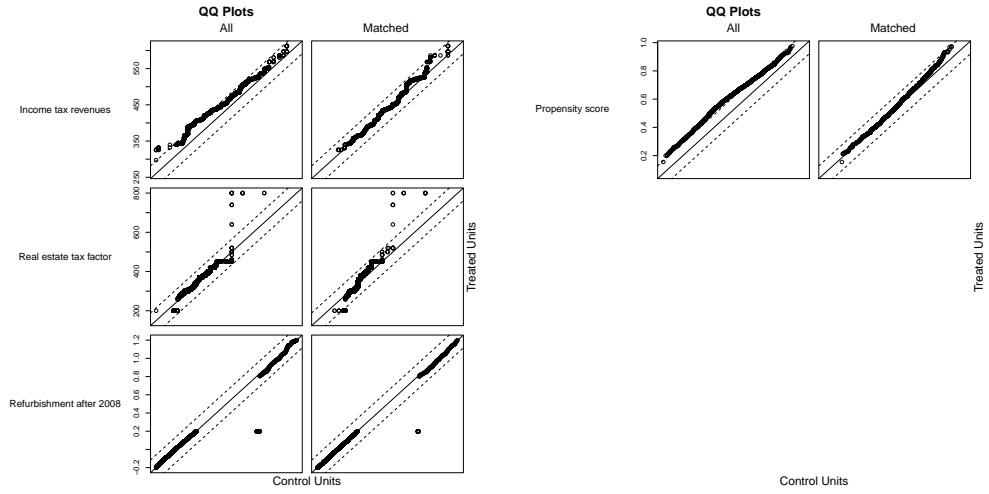 QQ Plots
All
Matched
Income tax revenues
250
350
450
550
Real estate tax factor
200
400
600
800
Refurbishment after 2008
-0.2
0.2
0.4
0.6
0.8
1.0
1.2
Control Units
Treated Units
QQ Plots
All
Matched
Propensity score
0.2
0.4
0.6
0.8
1.0
Control Units
Treated Units